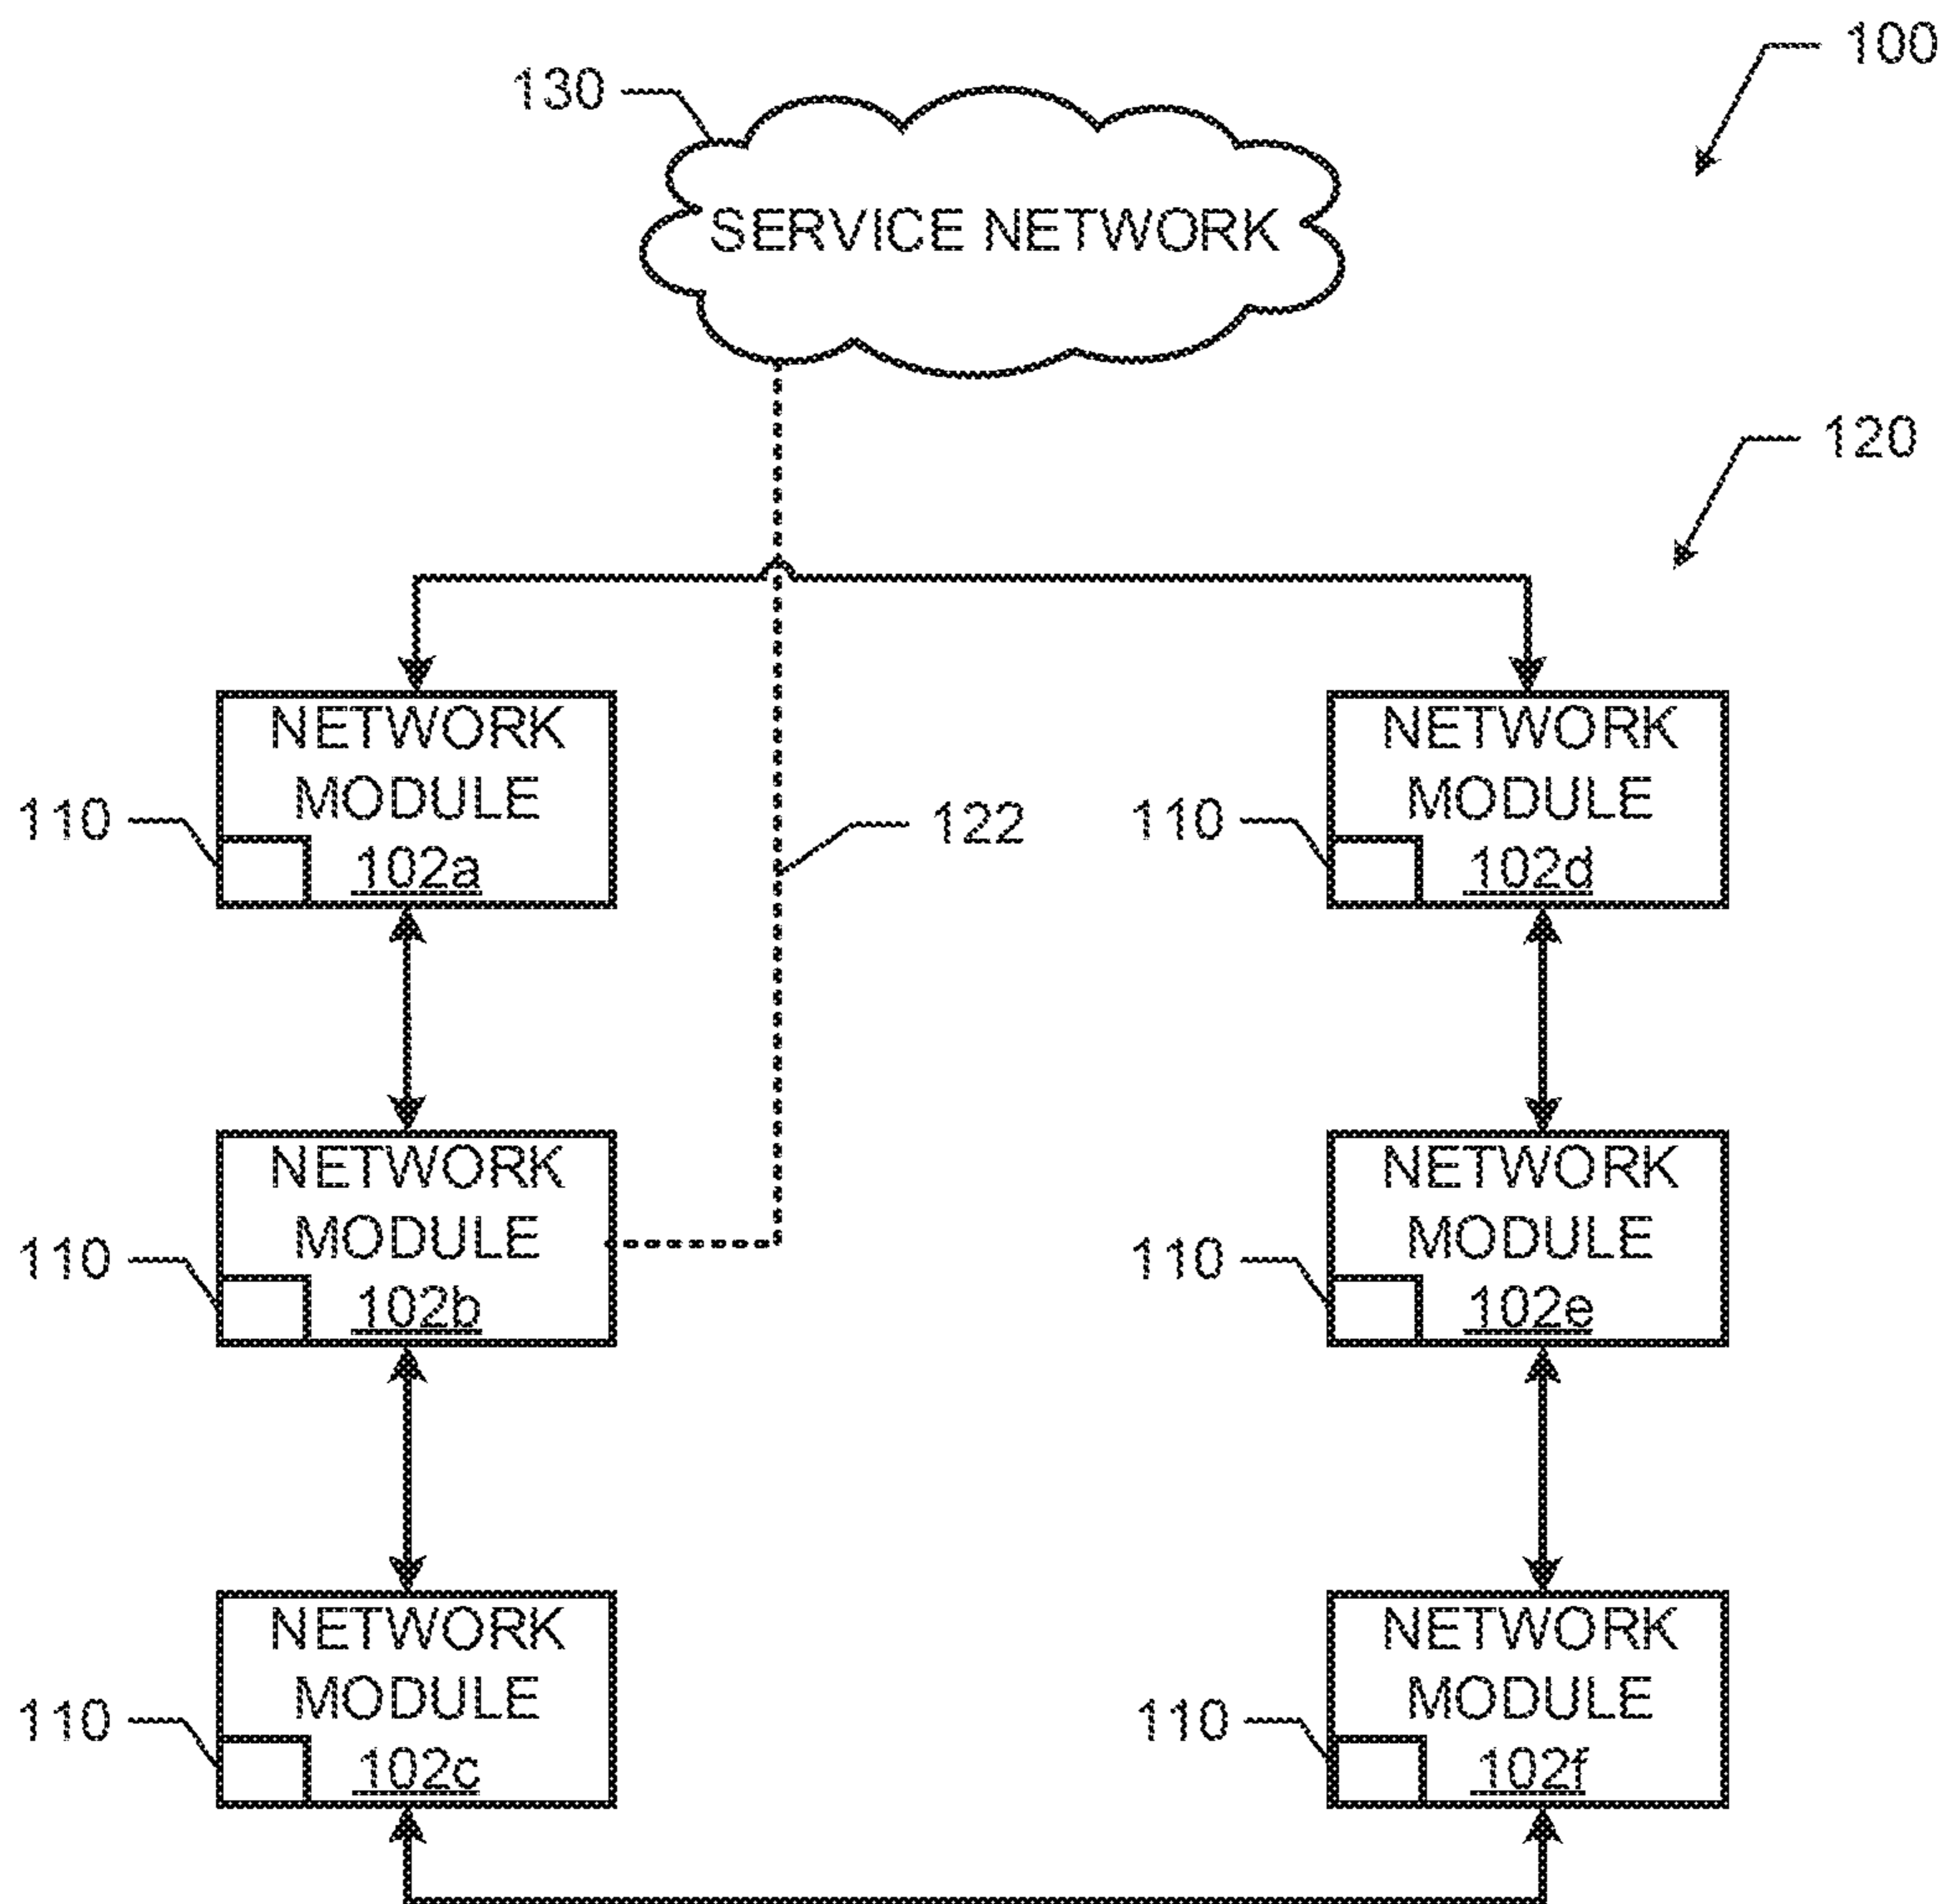 100
130
SERVICE NETWORK
120
NETWORK
MODULE
102a
110
122
NETWORK
MODULE
102d
110
NETWORK
MODULE
102b
110
NETWORK
MODULE
102e
110
NETWORK
MODULE
102c
110
NETWORK
MODULE
102f
110